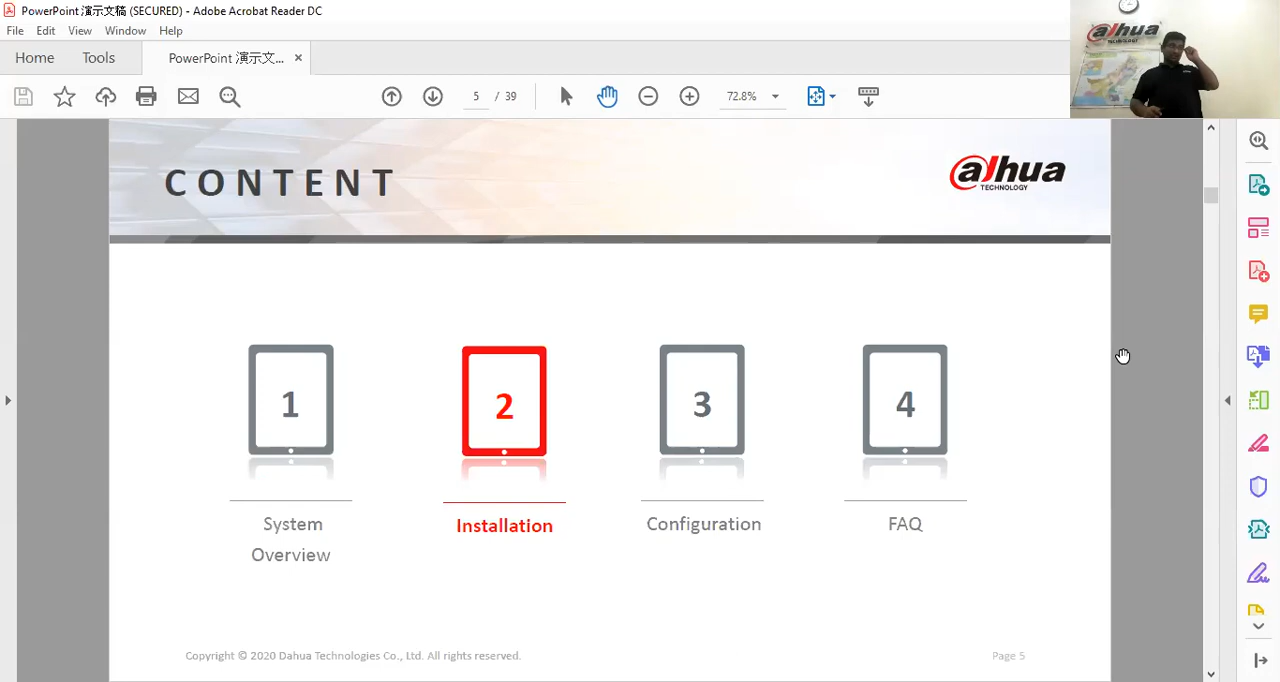 PowerPoint 演示文稿 (SECURED) - Adobe Acrobat Reader DC
File Edit View Window Help
Home Tools PowerPoint 演示文... ×
5 / 39 72.8%
alhua TECHNOLOGY
CONTENT
alhua
TECHNOLOGY
1 2 3 4
System Overview
Installation
Configuration
FAQ
Copyright © 2020 Dahua Technologies Co., Ltd. All rights reserved.
Page 5